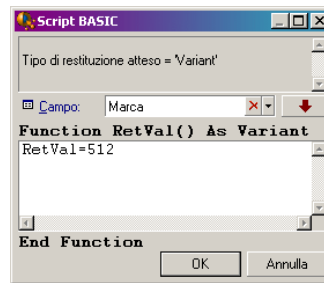 Script BASIC
Tipo di restituzione atteso = 'Variant'
Campo: Marca
Function RetVal() As Variant
RetVal=512
End Function
OK Annulla